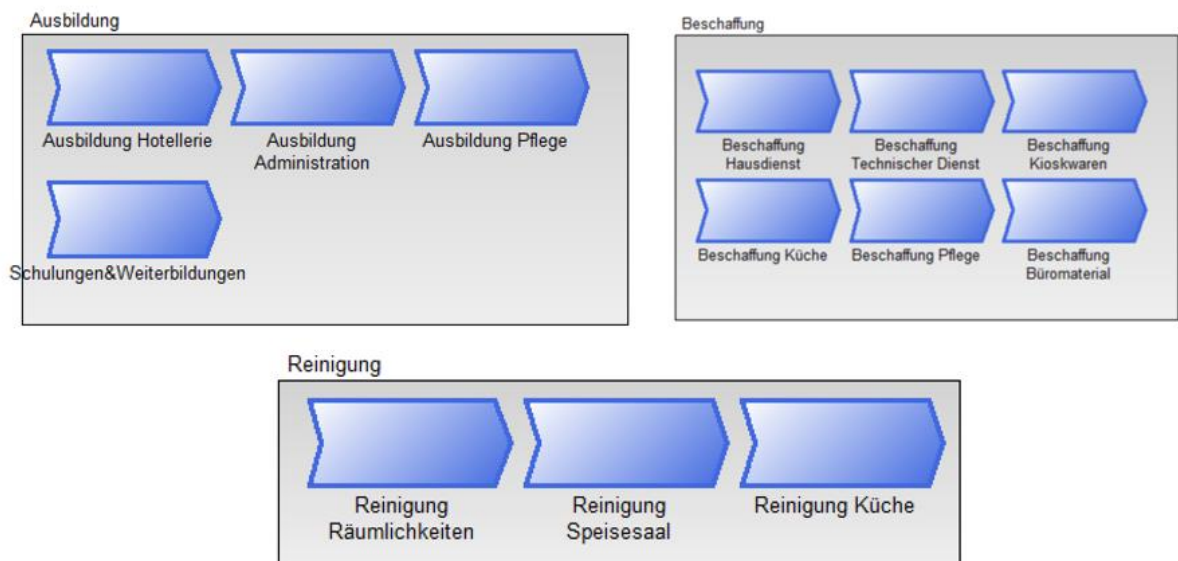 Ausbildung
Ausbildung Hotellerie
Ausbildung
Administration
Ausbildung Pflege
Schulungen&Weiterbildungen
Beschaffung
Beschaffung
Hausdienst
Beschaffung
Technischer Dienst
Beschaffung
Kioskwaren
Beschaffung Küche
Beschaffung Pflege
Beschaffung
Büromaterial
Reinigung
Reinigung
Räumlichkeiten
Reinigung
Speisesaal
Reinigung Küche